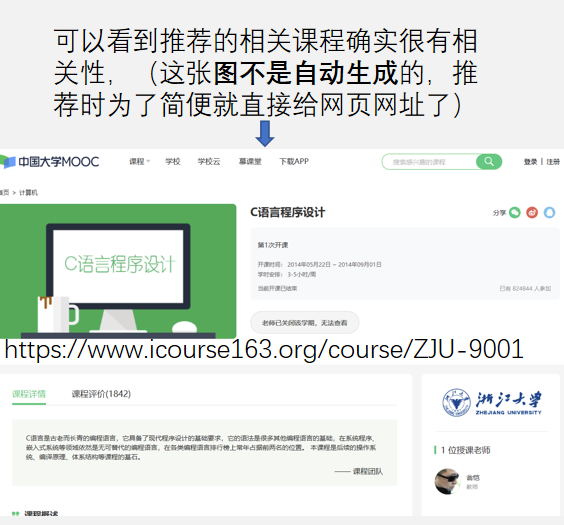 可以看到推荐的相关课程确实很有相
关性，（这张图不是自动生成的，推
荐时为了简便就直接给网页网址了）
中国大学MOOC 课程 学校 学校云 慕课堂 下载APP 搜索感兴趣的课程 登录 | 注册
首页 > 计算机
C语言程序设计 分享
C语言程序设计
第1次开课
开课时间： 2014年05月22日 ~ 2014年09月01日
学时安排： 3-5小时/周
当前开课已结束 已有 824844 人参加
老师已关闭该学期，无法查看
https://www.icourse163.org/course/ZJU-9001
课程详情 课程评价(1842)
浙江大学
ZHEJIANG UNIVERSITY
C语言是古老而长青的编程语言，它具备了现代程序设计的基础要求，它的语法是很多其他编程语言的基础，在系统程序、
嵌入式系统等领域依然是无可替代的编程语言，在各类编程语言排行榜上常年占据前两名的位置。 本课程是后续的操作系
统、编译原理、体系结构等课程的基石。
—— 课程团队
1 位授课老师
翁恺
教师
课程概述